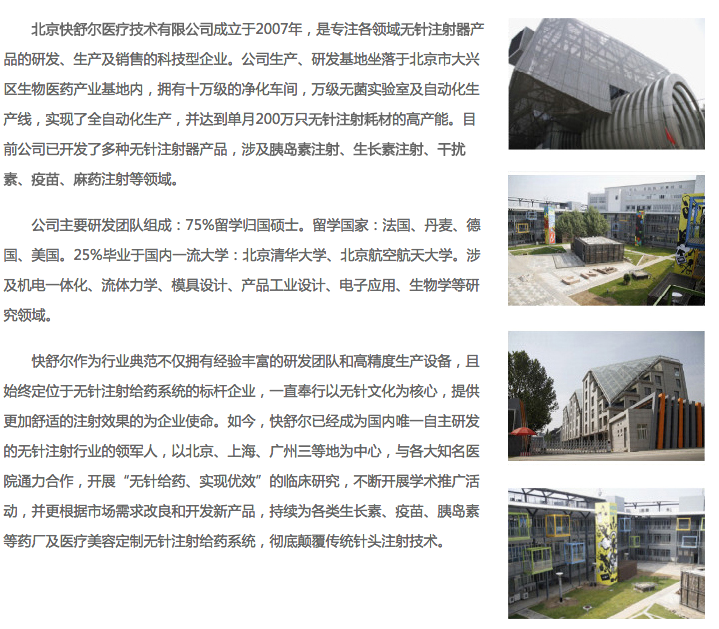 北京快舒尔医疗技术有限公司成立于2007年，是专注各领域无针注射器产
品的研发、生产及销售的科技型企业。公司生产、研发基地坐落于北京市大兴
区生物医药产业基地内，拥有十万级的净化车间，万级无菌实验室及自动化生
产线，实现了全自动化生产，并达到单月200万只无针注射耗材的高产能。目
前公司已开发了多种无针注射器产品，涉及胰岛素注射、生长素注射、干扰
素、疫苗、麻药注射等领域。
公司主要研发团队组成：75%留学归国硕士。留学国家：法国、丹麦、德
国、美国。25%毕业于国内一流大学：北京清华大学、北京航空航天大学。涉
及机电一体化、流体力学、模具设计、产品工业设计、电子应用、生物学等研
究领域。
快舒尔作为行业典范不仅拥有经验丰富的研发团队和高精度生产设备，且
始终定位于无针注射给药系统的标杆企业，一直奉行以无针文化为核心，提供
更加舒适的注射效果的为企业使命。如今，快舒尔已经成为国内唯一自主研发
的无针注射行业的领军人，以北京、上海、广州三等地为中心，与各大知名医
院通力合作，开展“无针给药、实现优效”的临床研究，不断开展学术推广活
动，并更根据市场需求改良和开发新产品，持续为各类生长素、疫苗、胰岛素
等药厂及医疗美容定制无针注射给药系统，彻底颠覆传统针头注射技术。